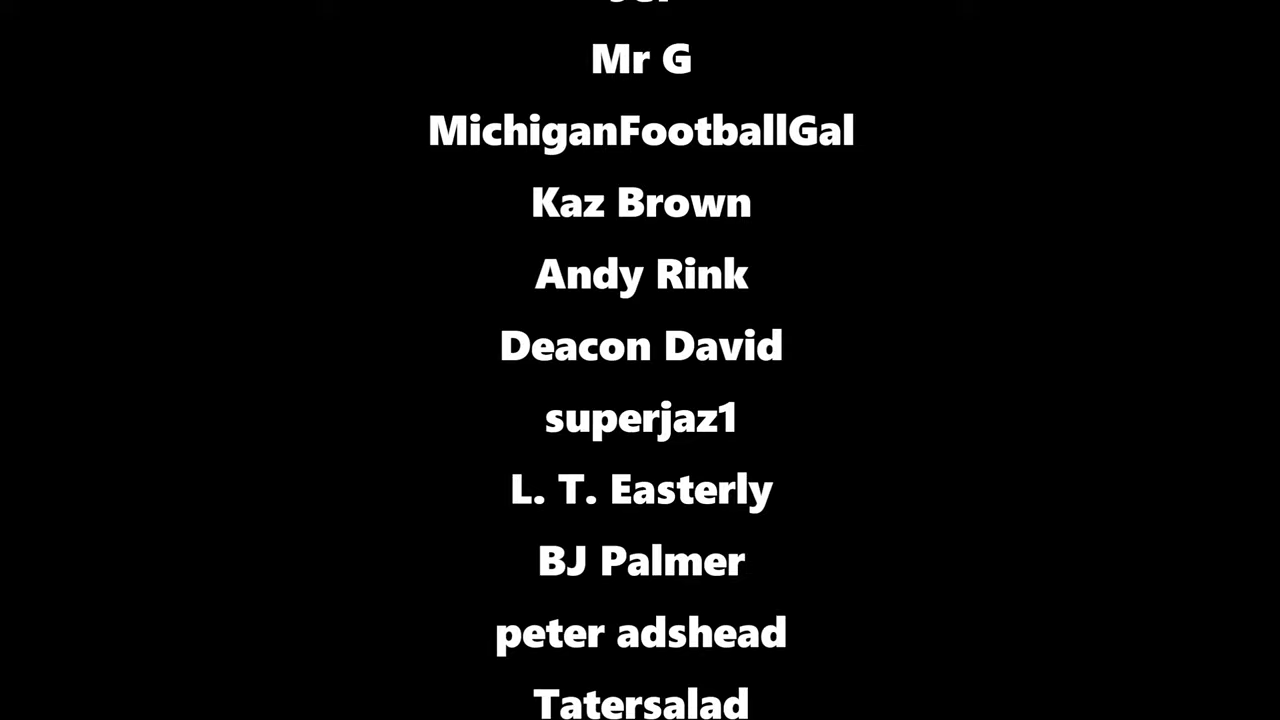 Mr G
MichiganFootballGal
Kaz Brown
Andy Rink
Deacon David
superjaz1
L. T. Easterly
BJ Palmer
peter adshead
Tatersalad